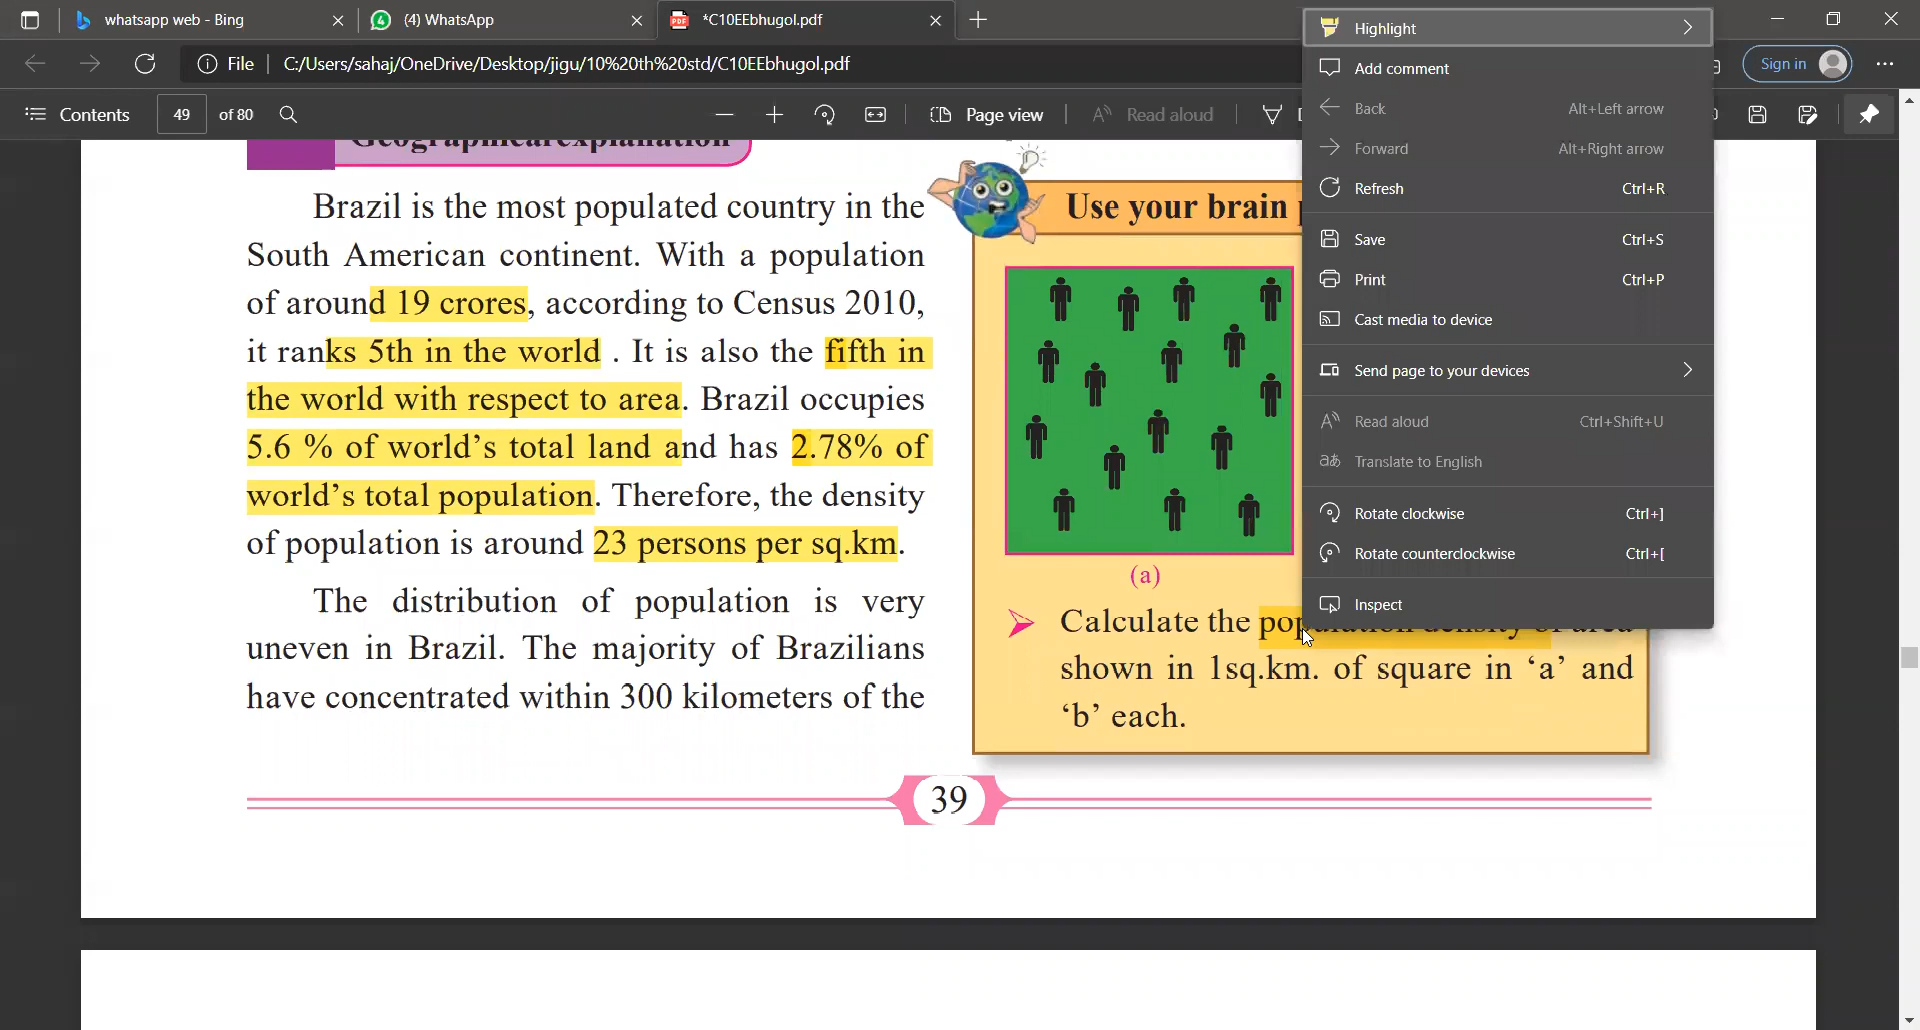 whatsapp web - Bing
(4) WhatsApp
*C10EEbhugol.pdf
File
C:/Users/sahaj/OneDrive/Desktop/jigu/10%20th%20std/C10EEbhugol.pdf
Sign in
Contents
49
of 80
Page view
Read aloud
Geographical explanation
Brazil is the most populated country in the
South American continent. With a population
of around 19 crores, according to Census 2010,
it ranks 5th in the world . It is also the fifth in
the world with respect to area. Brazil occupies
5.6 % of world's total land and has 2.78% of
world's total population. Therefore, the density
of population is around 23 persons per sq.km.
The distribution of population is very
uneven in Brazil. The majority of Brazilians
have concentrated within 300 kilometers of the
Use your brain
(a)
Calculate the population density of area
shown in 1sq.km. of square in 'a' and
'b' each.
39
Highlight
Add comment
Back Alt+Left arrow
Forward Alt+Right arrow
Refresh Ctrl+R
Save Ctrl+S
Print Ctrl+P
Cast media to device
Send page to your devices
Read aloud Ctrl+Shift+U
Translate to English
Rotate clockwise Ctrl+]
Rotate counterclockwise Ctrl+[
Inspect